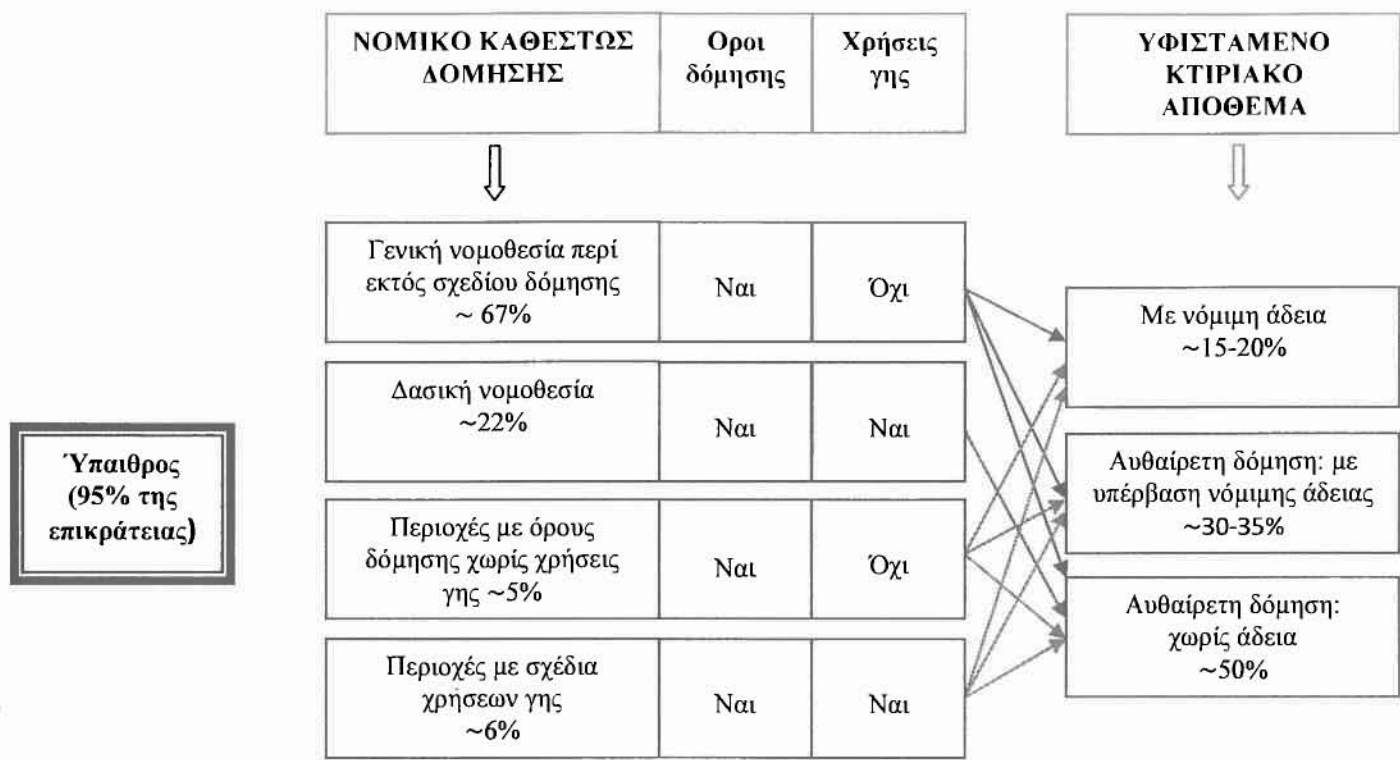 ΝΟΜΙΚΟ ΚΑΘΕΣΤΩΣ
ΔΟΜΗΣΗΣ
Οροι
δόμησης
Χρήσεις
γης
ΥΦΙΣΤΑΜΕΝΟ
ΚΤΙΡΙΑΚΟ
ΑΠΟΘΕΜΑ
Ύπαιθρος
(95% της
επικράτειας)
Γενική νομοθεσία περί
εκτός σχεδίου δόμησης
~ 67%
Ναι
Όχι
Δασική νομοθεσία
~22%
Ναι
Ναι
Περιοχές με όρους
δόμησης χωρίς χρήσεις
γης ~5%
Ναι
Όχι
Περιοχές με σχέδια
χρήσεων γης
~6%
Ναι
Ναι
Με νόμιμη άδεια
~15-20%
Αυθαίρετη δόμηση: με
υπέρβαση νόμιμης άδειας
~30-35%
Αυθαίρετη δόμηση:
χωρίς άδεια
~50%